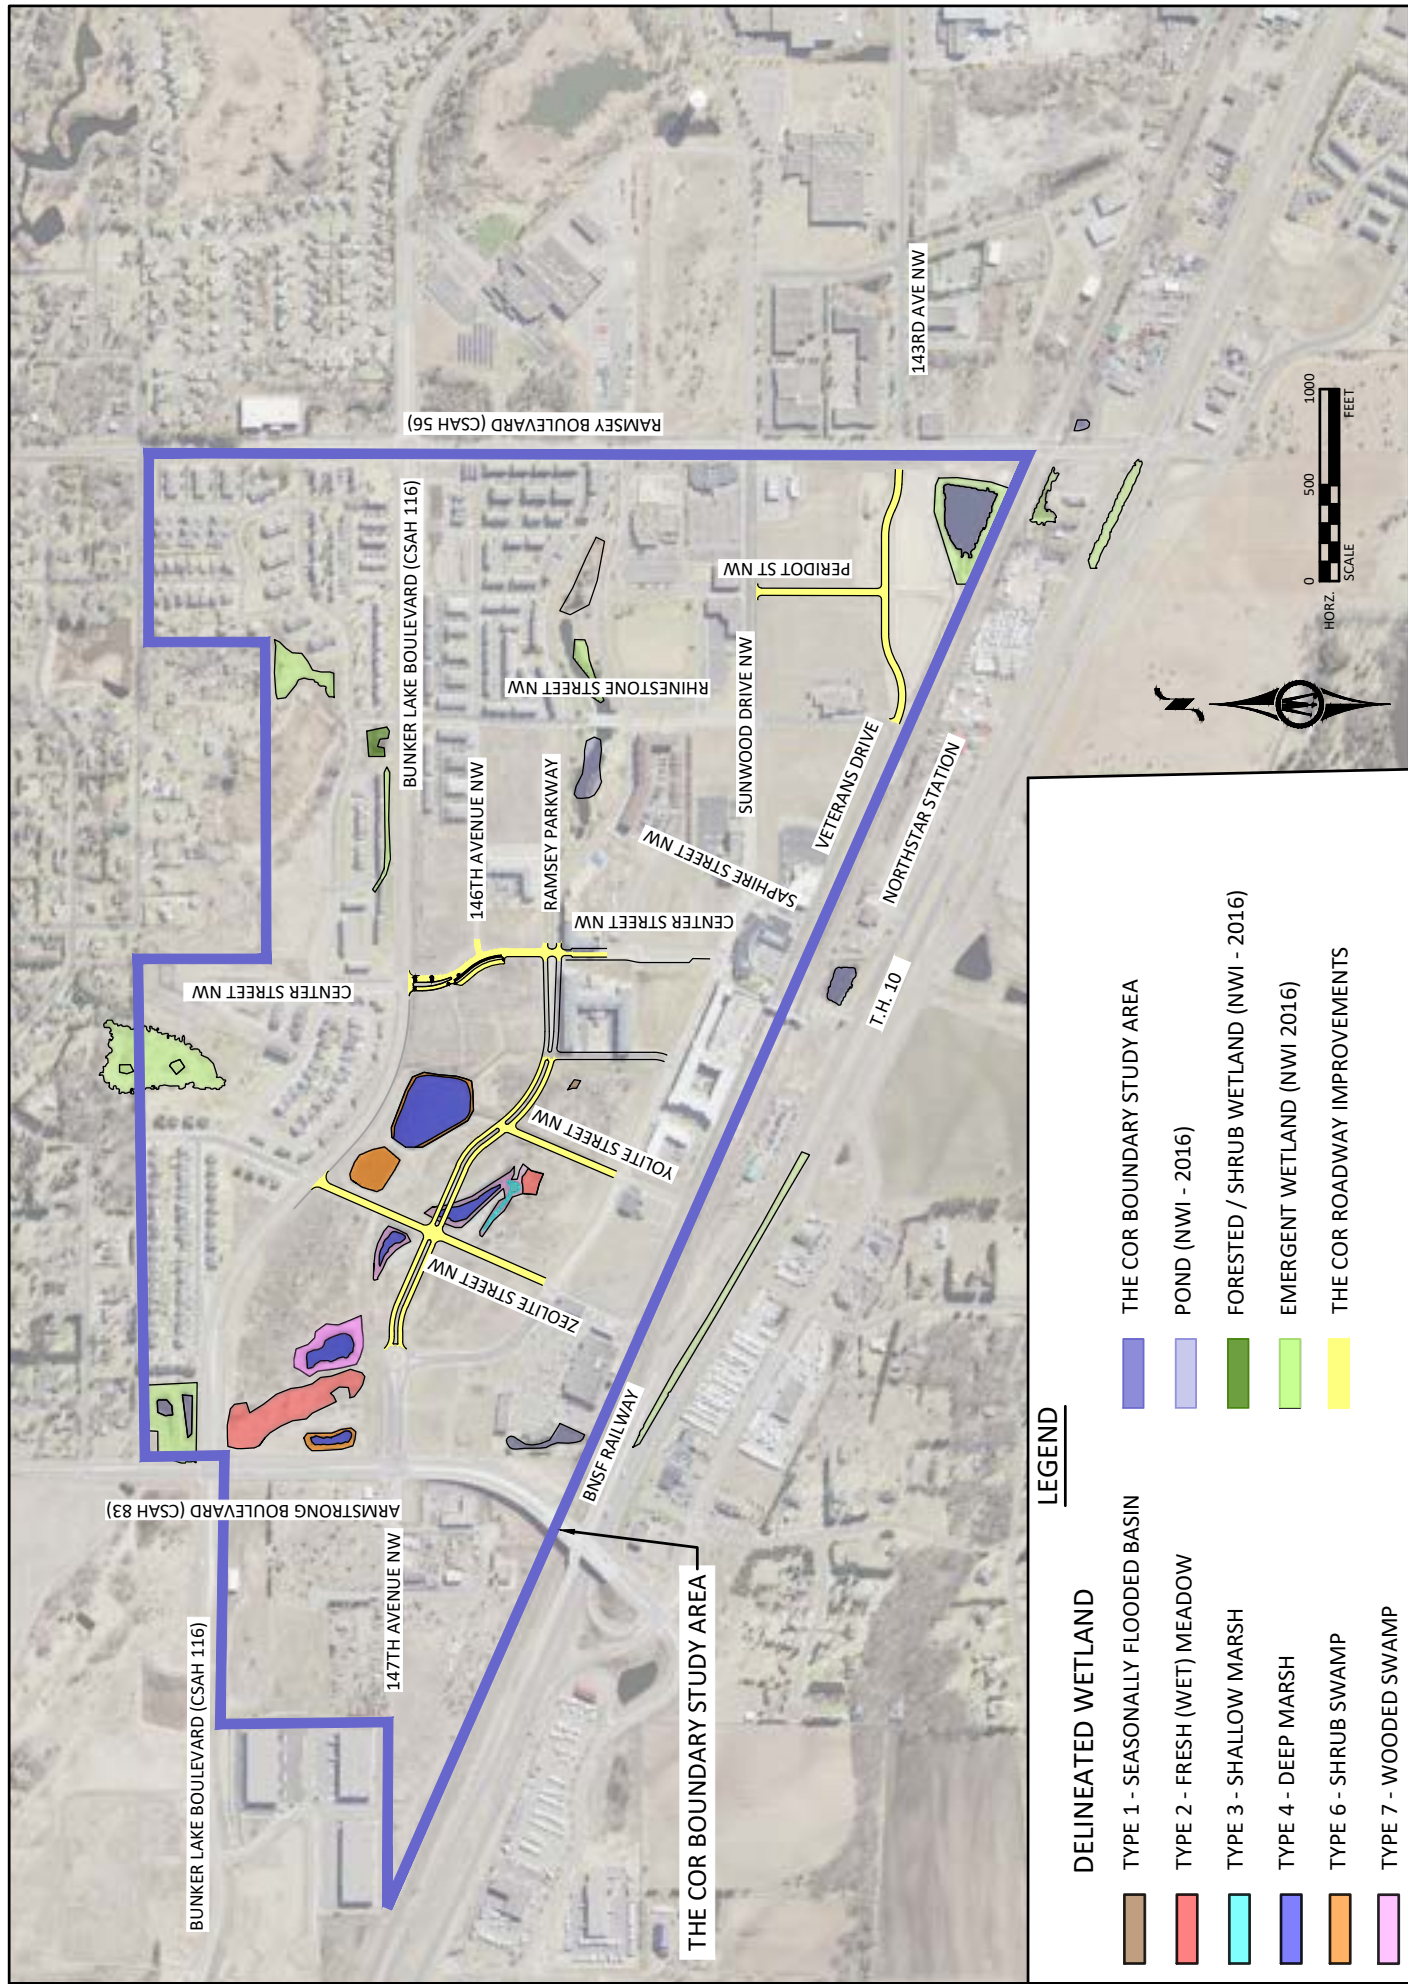 BUNKER LAKE BOULEVARD (CSAH 116)
ARMSTRONG BOULEVARD (CSAH 83)
147TH AVENUE NW
CENTER STREET NW
BUNKER LAKE BOULEVARD (CSAH 116)
RAMSEY BOULEVARD (CSAH 56)
146TH AVENUE NW
RAMSEY PARKWAY
RHINESTONE STREET NW
ZEOLITE STREET NW
YOLITE STREET NW
CENTER STREET NW
SAPHIRE STREET NW
SUNWOOD DRIVE NW
PERIDOT ST NW
143RD AVE NW
VETERANS DRIVE
NORTHSTAR STATION
BNSF RAILWAY
T.H. 10
THE COR BOUNDARY STUDY AREA
N
0 500 1000
HORZ. SCALE FEET
LEGEND
DELINEATED WETLAND
TYPE 1 - SEASONALLY FLOODED BASIN
TYPE 2 - FRESH (WET) MEADOW
TYPE 3 - SHALLOW MARSH
TYPE 4 - DEEP MARSH
TYPE 6 - SHRUB SWAMP
TYPE 7 - WOODED SWAMP
THE COR BOUNDARY STUDY AREA
POND (NWI - 2016)
FORESTED / SHRUB WETLAND (NWI - 2016)
EMERGENT WETLAND (NWI 2016)
THE COR ROADWAY IMPROVEMENTS